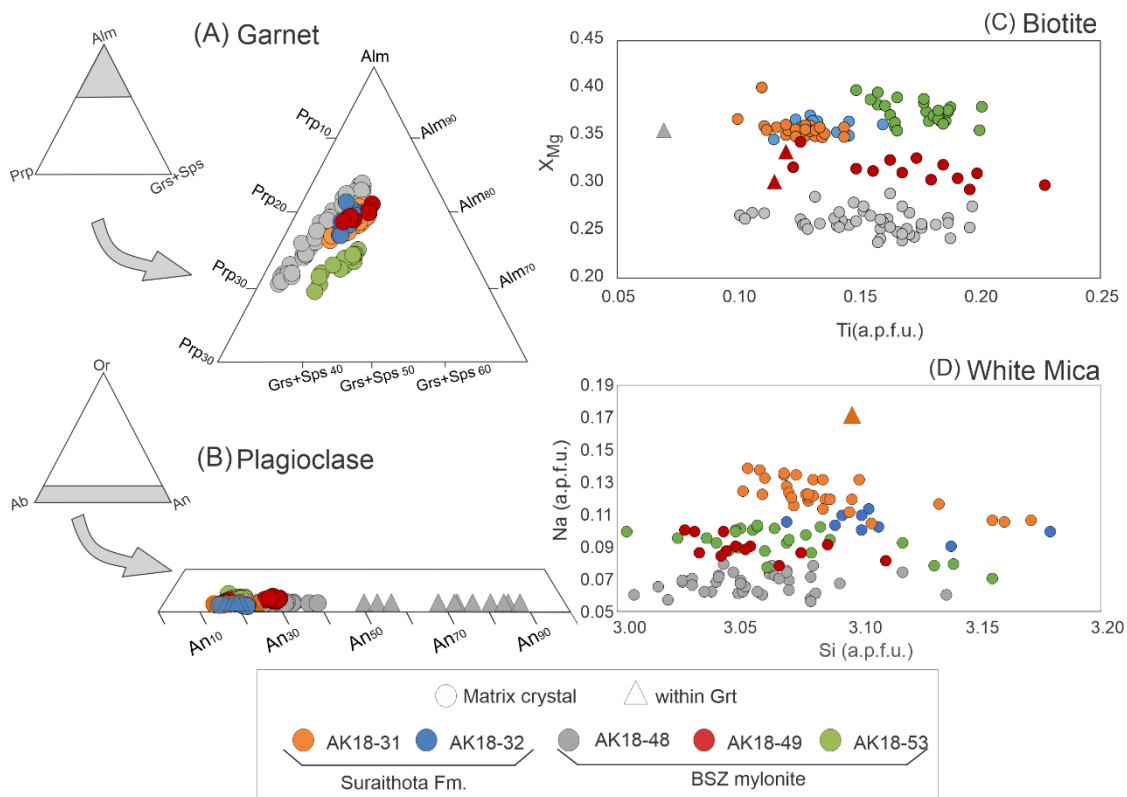 Alm
Prp
Grs+Sps
(A) Garnet
Alm
Prp10
Prp20
Prp30
Prp30
Alm90
Alm80
Alm70
Grs+Sps 40
Grs+Sps 50
Grs+Sps 60
(C) Biotite
XMg
0.45
0.40
0.35
0.30
0.25
0.20
0.05
0.10
0.15
0.20
0.25
Ti(a.p.f.u.)
Or
Ab
An
(B) Plagioclase
An10
An30
An50
An70
An90
(D) White Mica
Na (a.p.f.u.)
0.19
0.17
0.15
0.13
0.11
0.09
0.07
0.05
3.00
3.05
3.10
3.15
3.20
Si (a.p.f.u.)
Matrix crystal
within Grt
AK18-31
AK18-32
AK18-48
AK18-49
AK18-53
Suraithota Fm.
BSZ mylonite